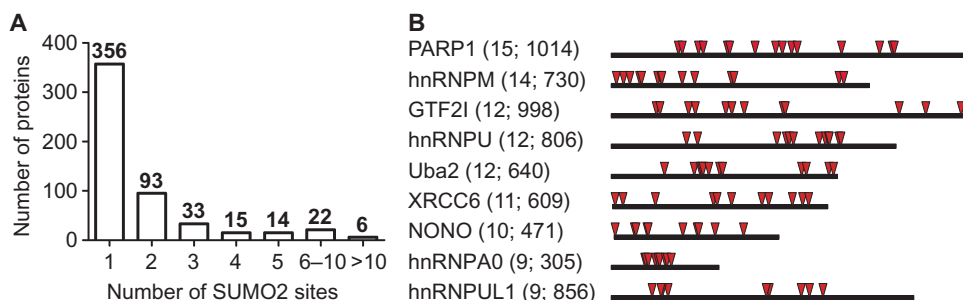 A
Number of proteins
400
300
200
100
0
356
93
33
15
14
22
6
1 2 3 4 5 6–10 >10
Number of SUMO2 sites
B
PARP1 (15; 1014)
hnRNPM (14; 730)
GTF2I (12; 998)
hnRNPU (12; 806)
Uba2 (12; 640)
XRCC6 (11; 609)
NONO (10; 471)
hnRNPA0 (9; 305)
hnRNPUL1 (9; 856)